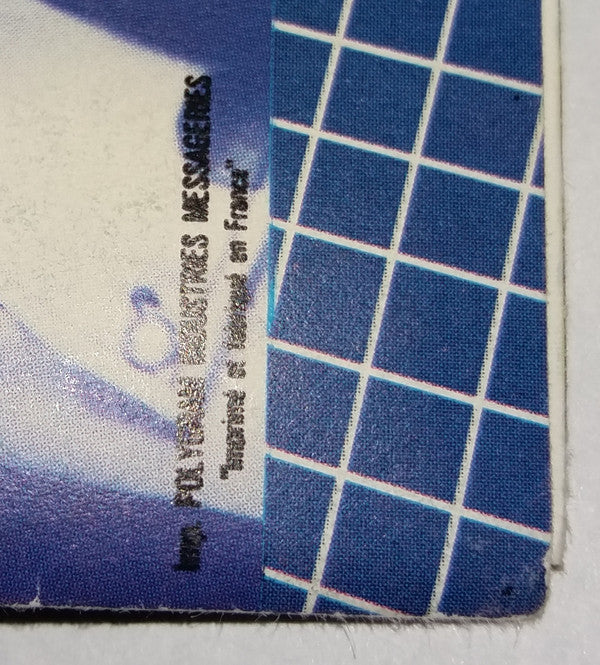 Imp. POLYGRAM INDUSTRIES MESSAGERIES
"Imprimé et fabriqué en France"